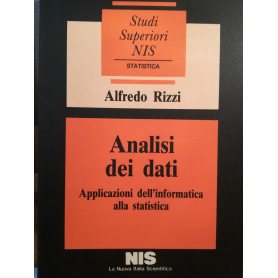 Studi
Superiori
NIS
STATISTICA
Alfredo Rizzi
Analisi
dei dati
Applicazioni dell'informatica
alla statistica
NIS
La Nuova Italia Scientifica